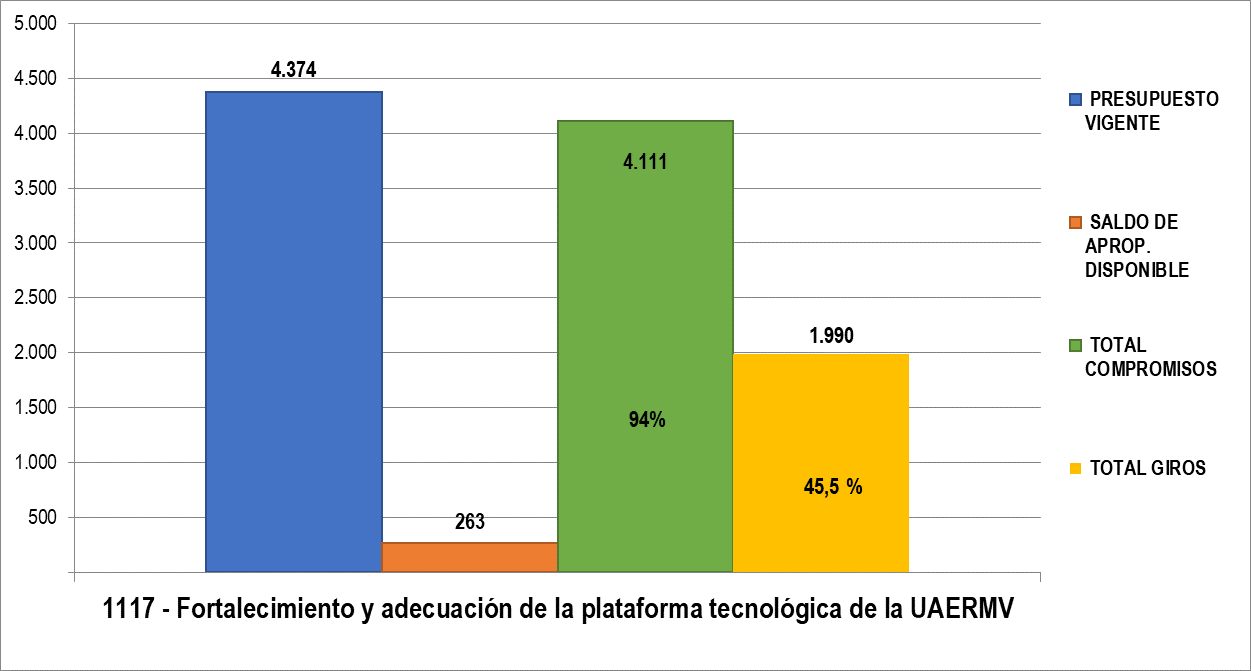 5.000
4.500
4.000
3.500
3.000
2.500
2.000
1.500
1.000
500
4.374
263
4.111
94%
1.990
45,5 %
PRESUPUESTO
VIGENTE
SALDO DE
APROP.
DISPONIBLE
TOTAL
COMPROMISOS
TOTAL GIROS
1117 - Fortalecimiento y adecuación de la plataforma tecnológica de la UAERMV